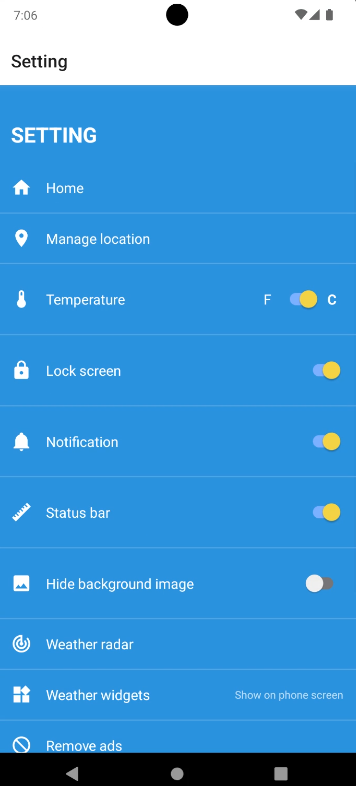 7:06
Setting
SETTING
Home
Manage location
Temperature F C
Lock screen
Notification
Status bar
Hide background image
Weather radar
Weather widgets Show on phone screen
Remove ads